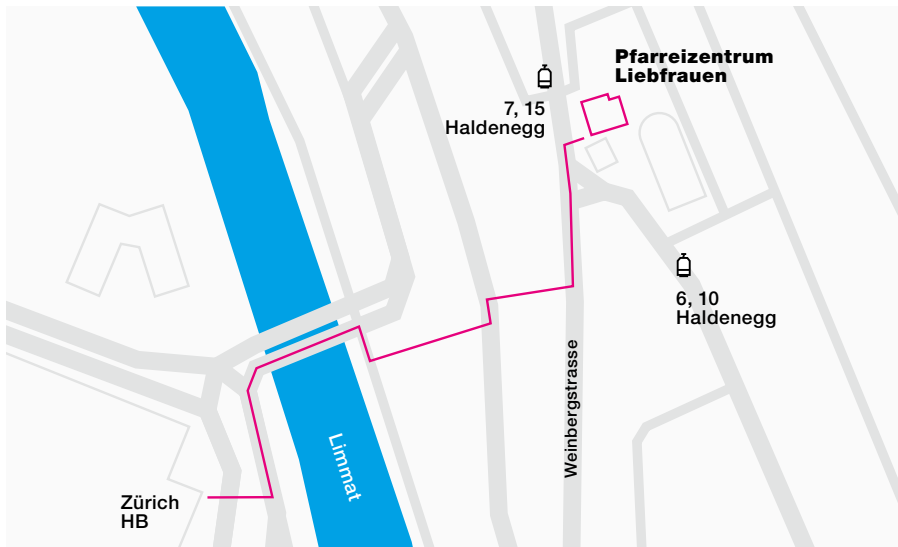 Pfarreizentrum
Liebfrauen
7, 15
Haldenegg
6, 10
Haldenegg
Weinbergstrasse
Limmat
Zürich
HB